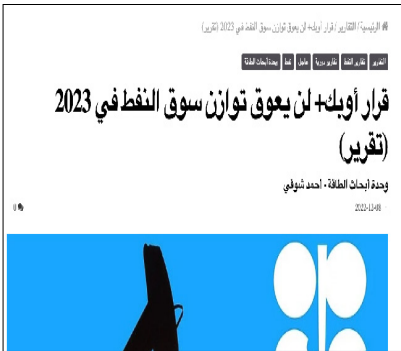 الرئيسية / التقارير / قرار أوبك+ لن يعوق توازن سوق النفط في 2023 (تقرير)
التقارير تقارير النفط تقارير دورية عاجل نفط وحدة أبحاث الطاقة
قرار أوبك+ لن يعوق توازن سوق النفط في 2023
(تقرير)
وحدة أبحاث الطاقة - أحمد شوقي
2022-12-08 0